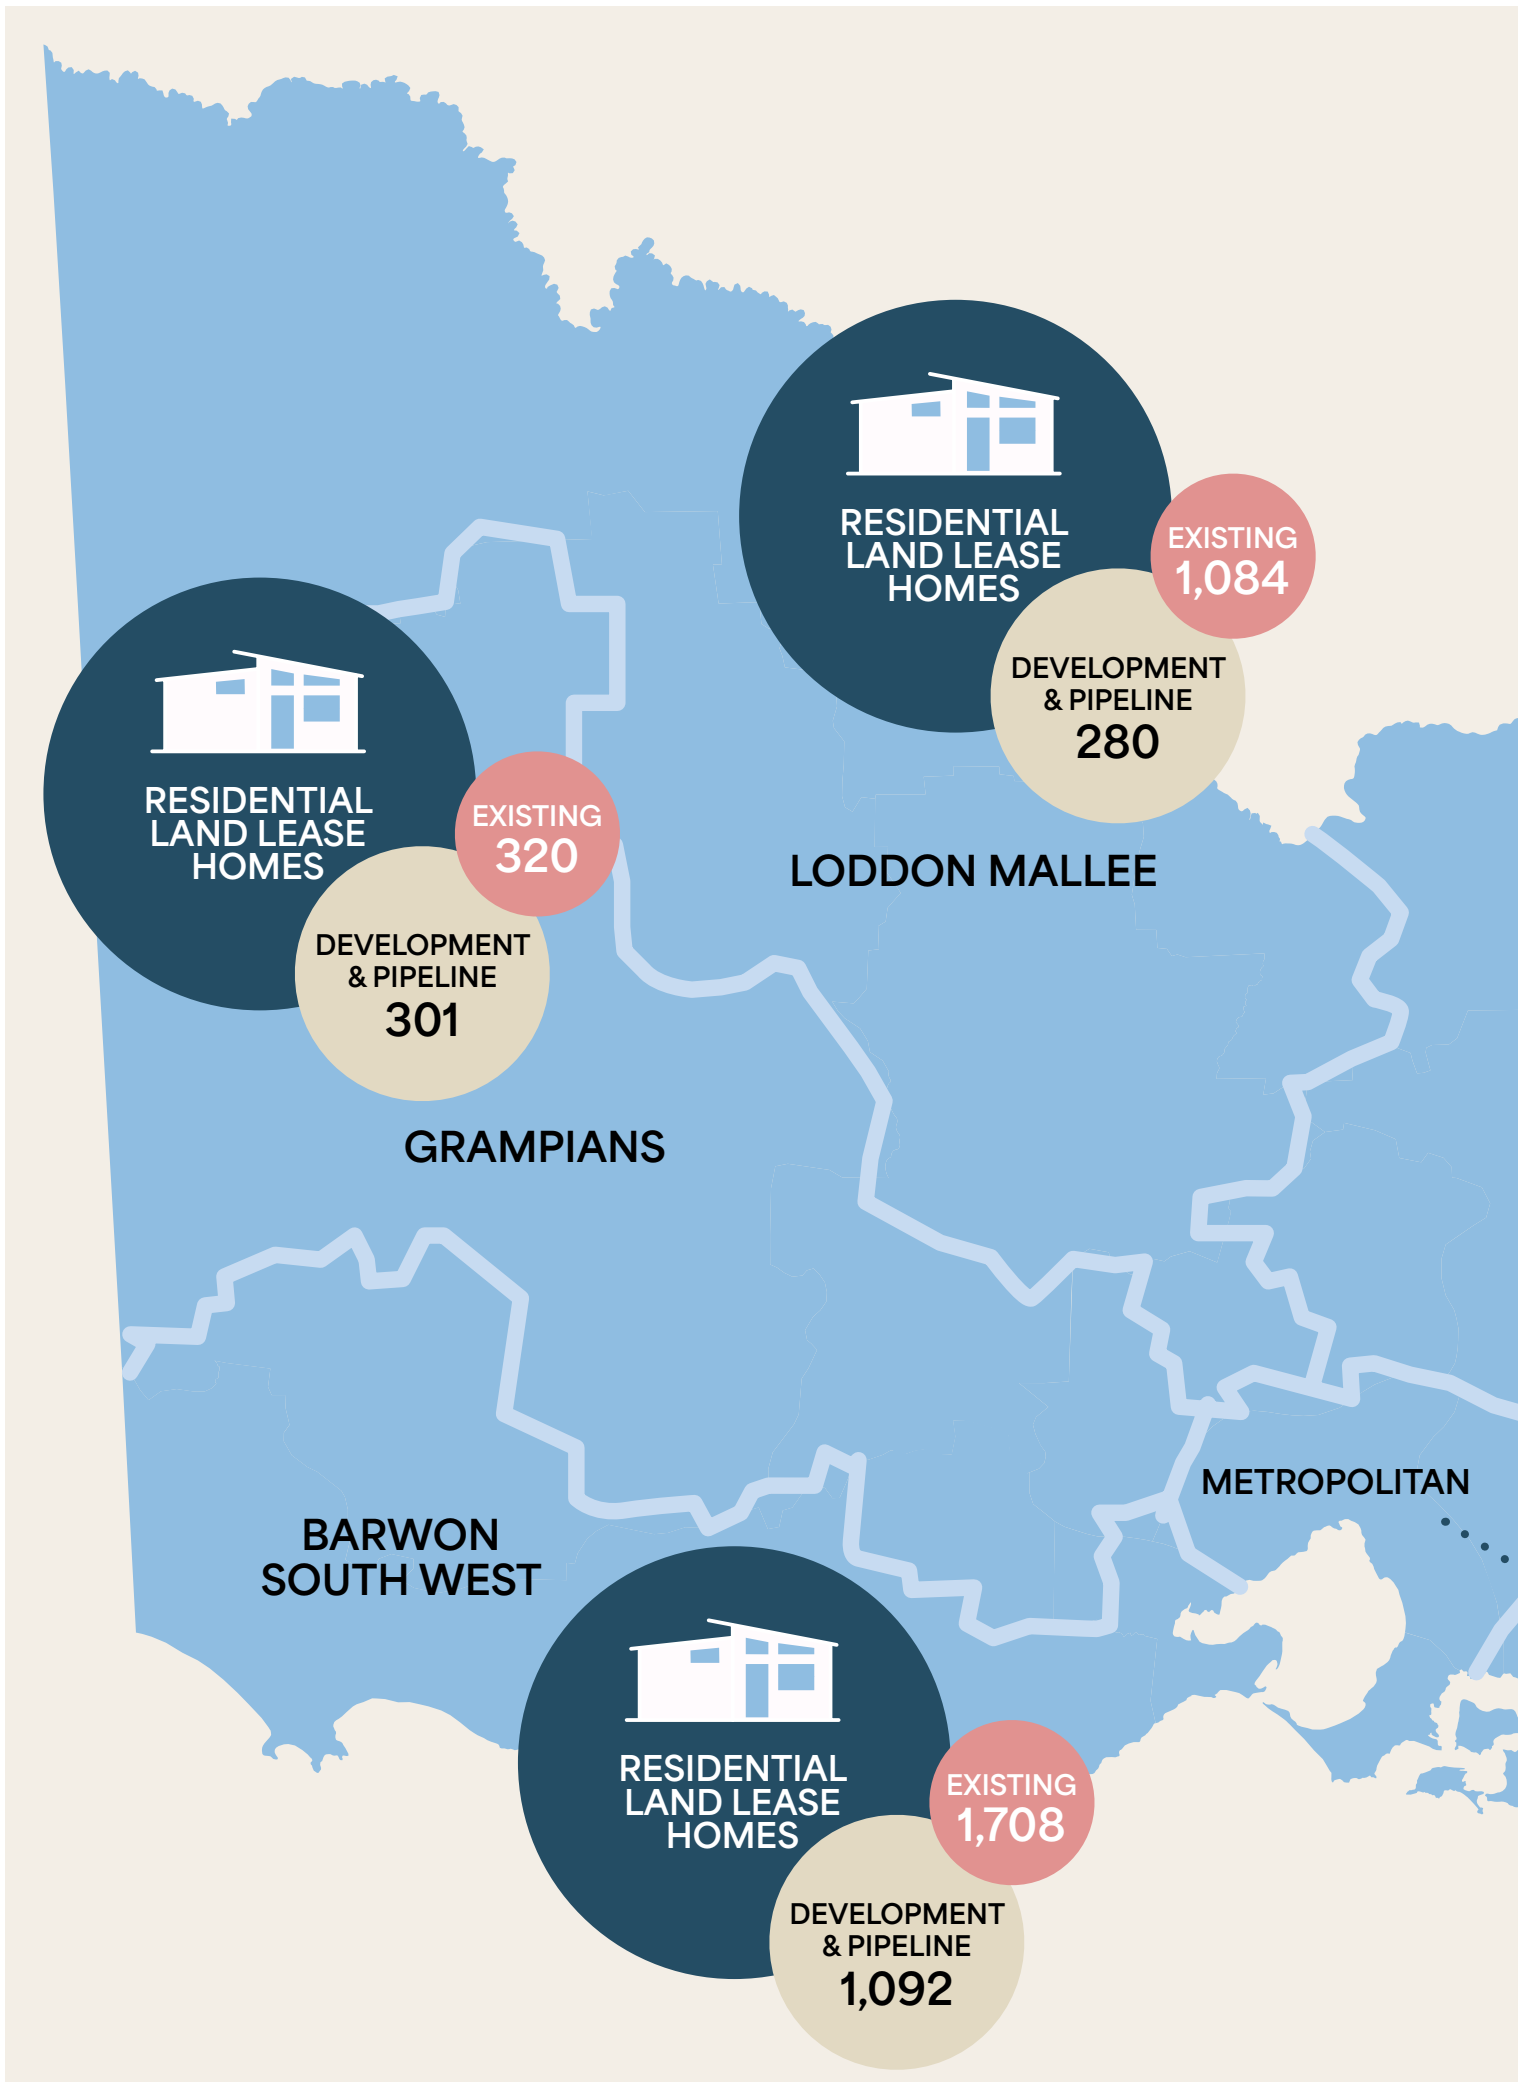 RESIDENTIAL
LAND LEASE
HOMES
EXISTING
1,084
DEVELOPMENT
& PIPELINE
280
LODDON MALLEE
RESIDENTIAL
LAND LEASE
HOMES
EXISTING
320
DEVELOPMENT
& PIPELINE
301
GRAMPIANS
METROPOLITAN
BARWON
SOUTH WEST
RESIDENTIAL
LAND LEASE
HOMES
EXISTING
1,708
DEVELOPMENT
& PIPELINE
1,092